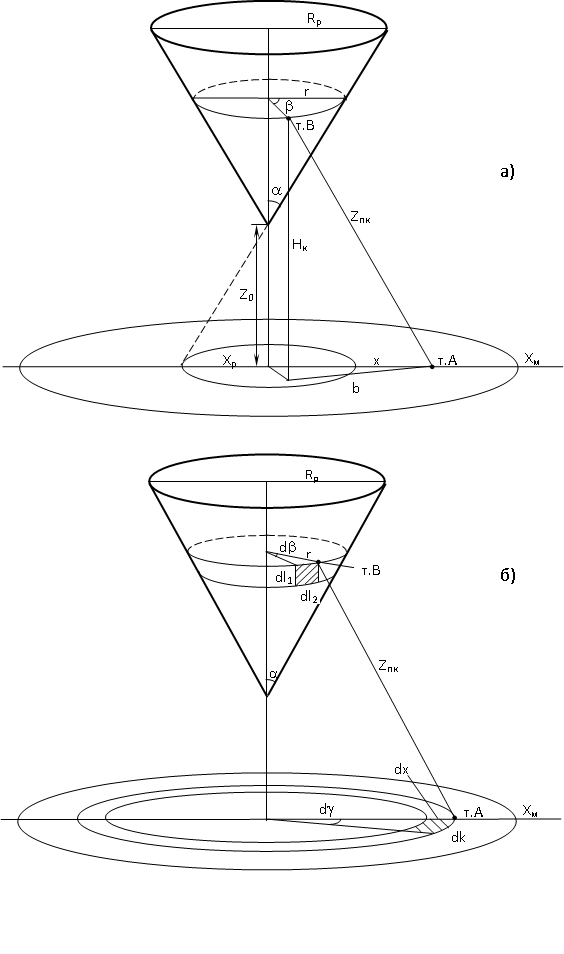 Rр
r
β
т.В
а)
α
Zпк
Hк
Z0
Xр
x
т.А
Xм
b
Rр
dβ
r
т.В
dl1
б)
dl2
α
Zпк
dx
dγ
т.А
Xм
dk